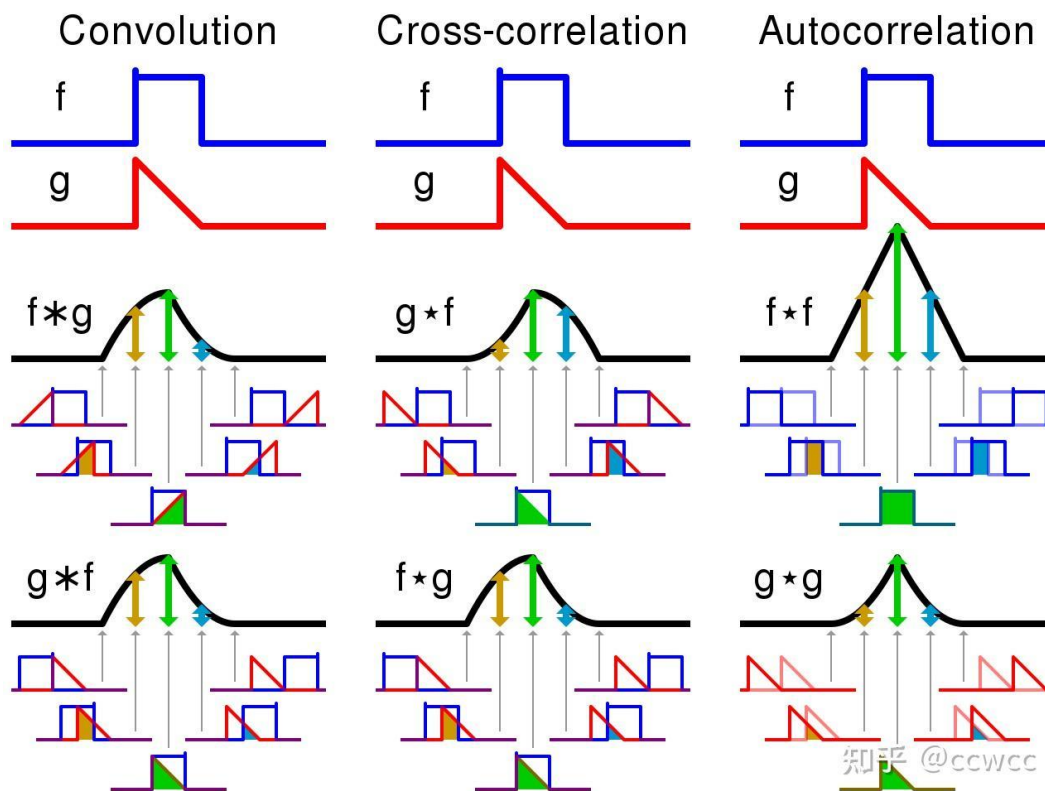 Convolution
Cross-correlation
Autocorrelation
f
f
f
g
g
g
f∗g
g⋆f
f⋆f
g∗f
f⋆g
g⋆g
知乎 @ccwcc